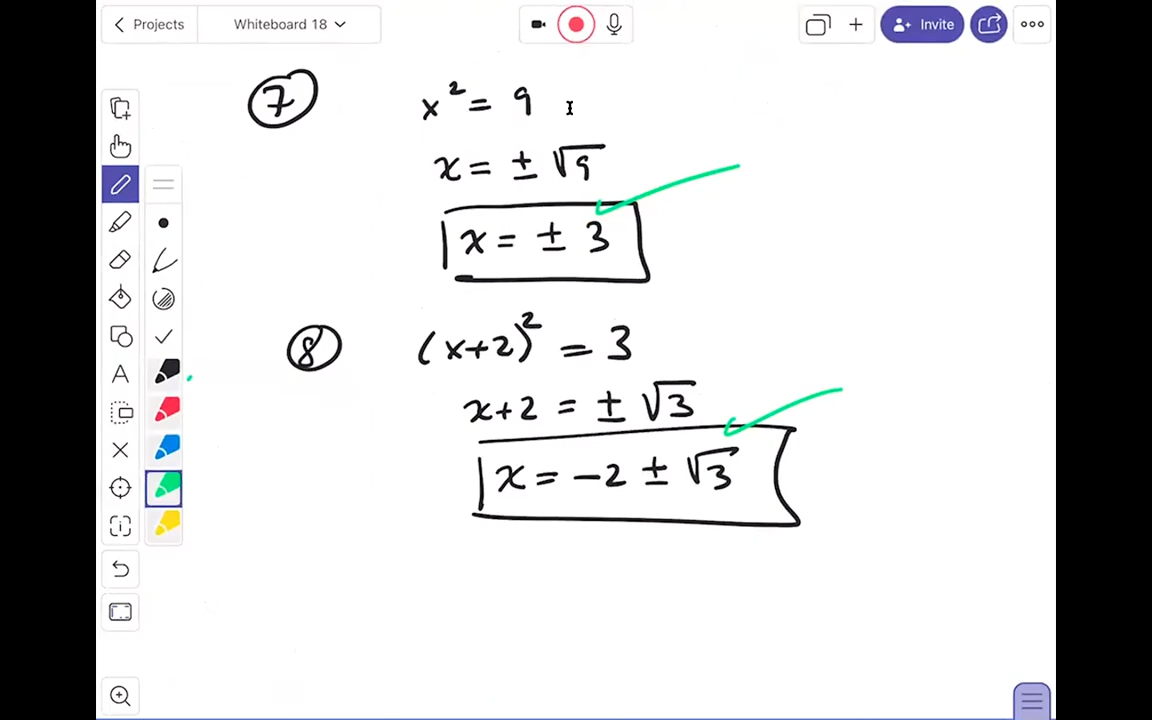 Projects
Whiteboard 18
Invite
⑦ x² = 9
x = ± √9
x = ± 3
⑧ (x+2)² = 3
x+2 = ± √3
x = -2 ± √3
A